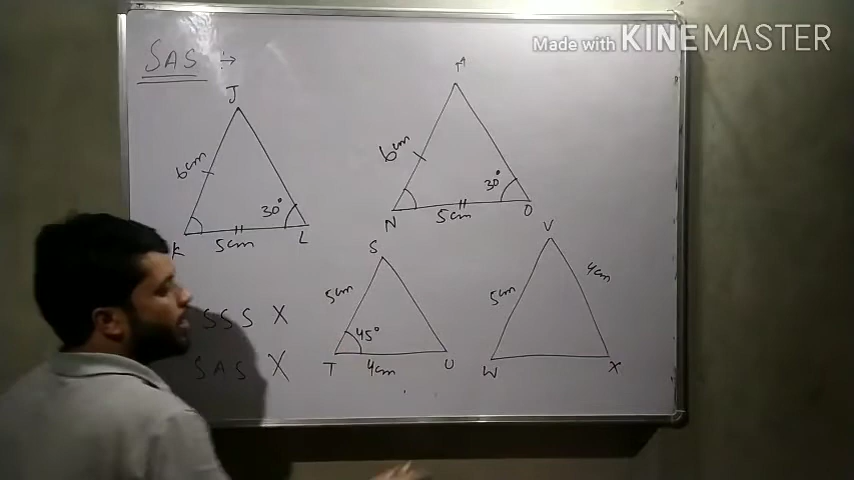 Made with KINEMASTER
SAS :→
J
6cm
30°
K
5cm
L
A
6cm
30°
N
5cm
O
S
5cm
45°
T
4cm
U
V
5cm
4cm
W
X
SSS X
SAS X